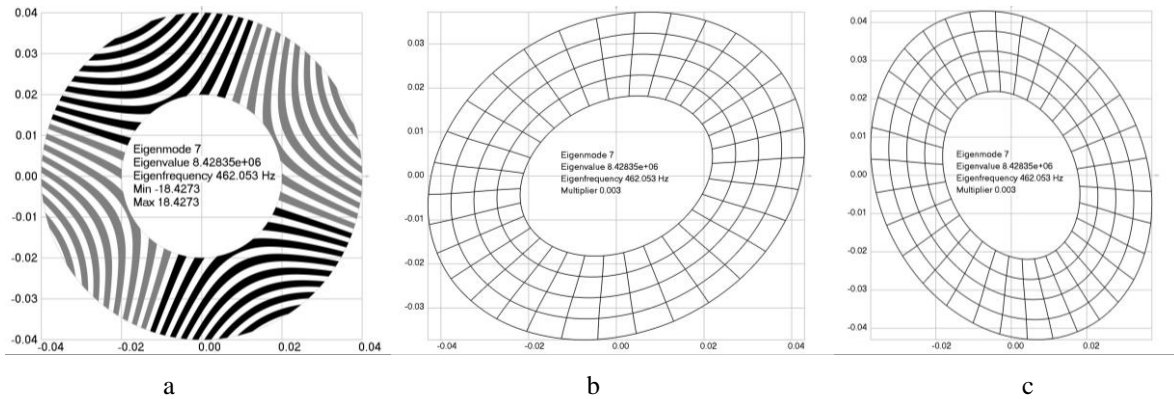 0.04
0.03
0.02
0.01
0.00
-0.01
-0.02
-0.03
-0.04
-0.04
-0.02
0.00
0.02
0.04
Eigenmode 7
Eigenvalue 8.42835e+06
Eigenfrequency 462.053 Hz
Min -18.4273
Max 18.4273
0.03
0.02
0.01
0.00
-0.01
-0.02
-0.03
-0.04
-0.02
0.00
0.02
0.04
Eigenmode 7
Eigenvalue 8.42835e+06
Eigenfrequency 462.053 Hz
Multiplier 0.003
0.04
0.03
0.02
0.01
0.00
-0.01
-0.02
-0.03
-0.04
-0.02
0.00
0.02
Eigenmode 7
Eigenvalue 8.42835e+06
Eigenfrequency 462.053 Hz
Multiplier 0.003
a
b
c